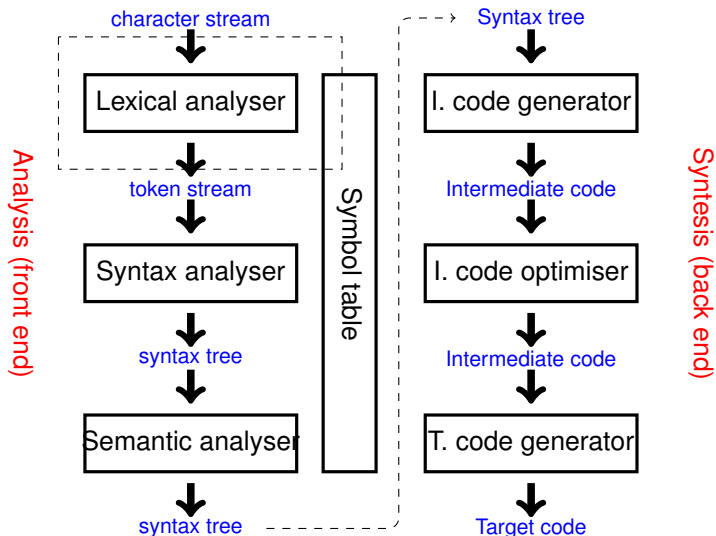 character stream
Lexical analyser
token stream
Syntax analyser
syntax tree
Semantic analyser
syntax tree
Analysis (front end)
Symbol table
Syntax tree
I. code generator
Intermediate code
I. code optimiser
Intermediate code
T. code generator
Target code
Syntesis (back end)